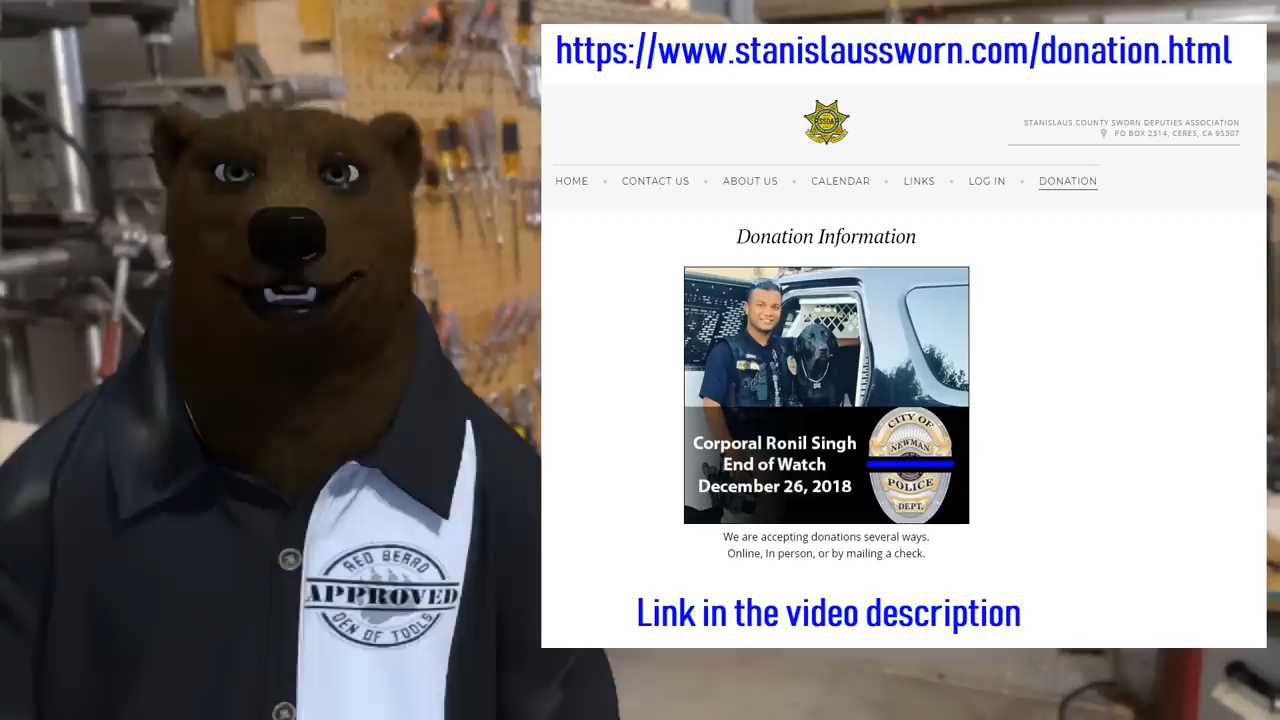 https://www.stanislaussworn.com/donation.html
SSDA
STANISLAUS COUNTY SWORN DEPUTIES ASSOCIATION
PO BOX 2314, CERES, CA 95307
HOME • CONTACT US • ABOUT US • CALENDAR • LINKS • LOG IN • DONATION
Donation Information
Corporal Ronil Singh
End of Watch
December 26, 2018
CITY OF
NEWMAN
POLICE
DEPT.
We are accepting donations several ways.
Online, In person, or by mailing a check.
Link in the video description
RED BEARD
APPROVED
DEN OF TOOLS